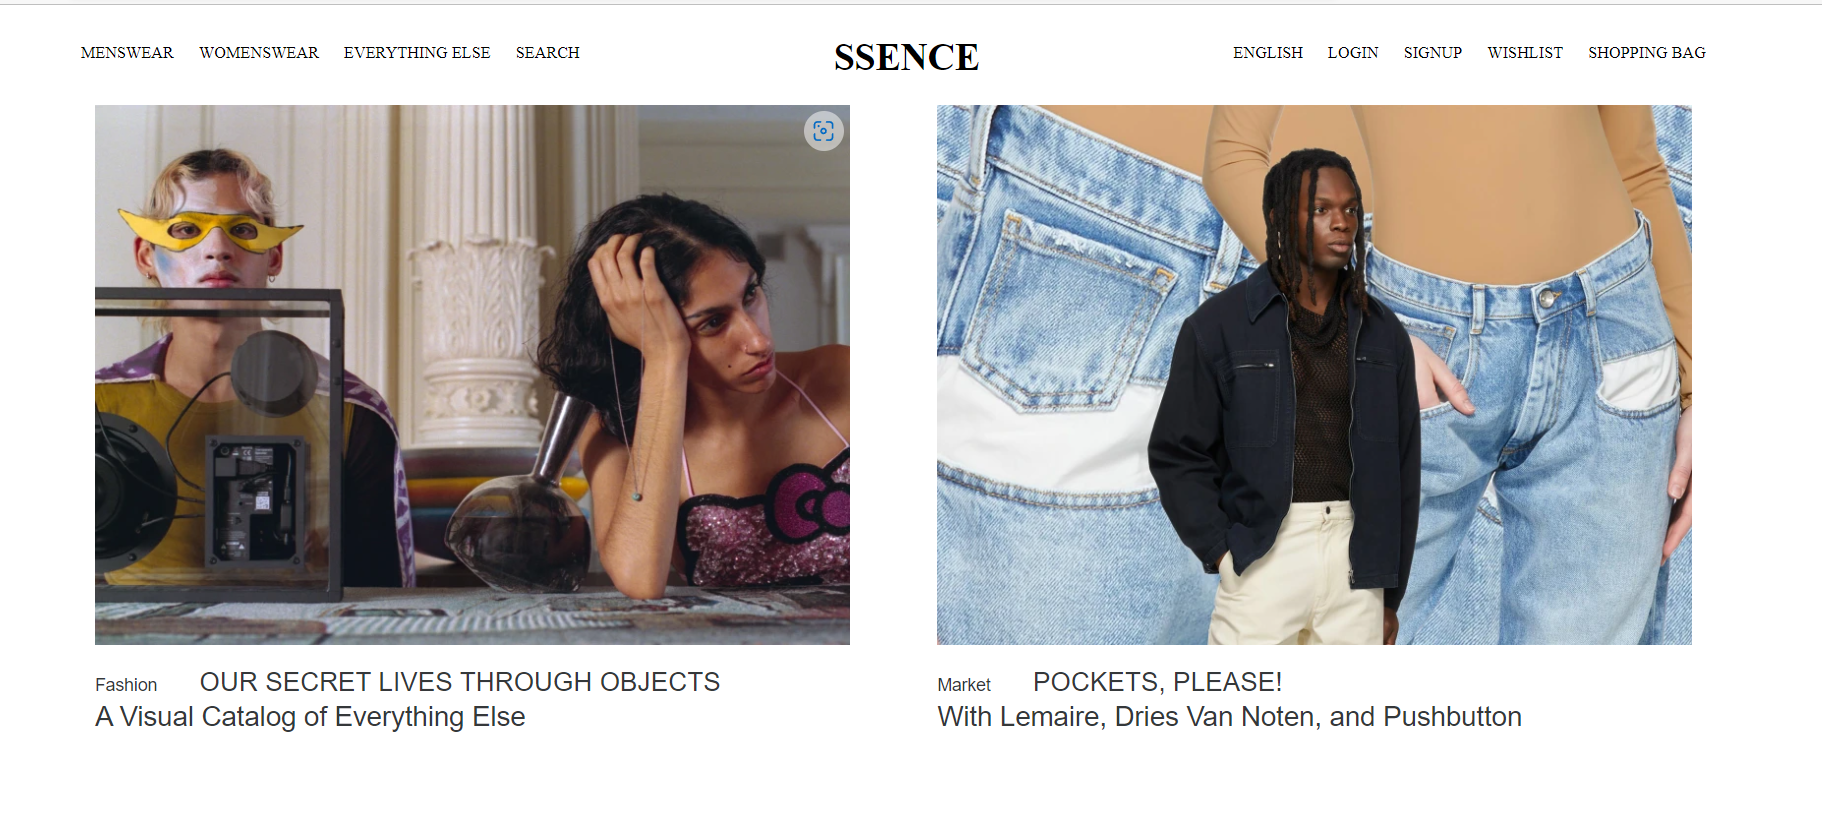 MENSWEAR WOMENSWEAR EVERYTHING ELSE SEARCH SSENCE ENGLISH LOGIN SIGNUP WISHLIST SHOPPING BAG
Fashion OUR SECRET LIVES THROUGH OBJECTS
A Visual Catalog of Everything Else
Market POCKETS, PLEASE!
With Lemaire, Dries Van Noten, and Pushbutton